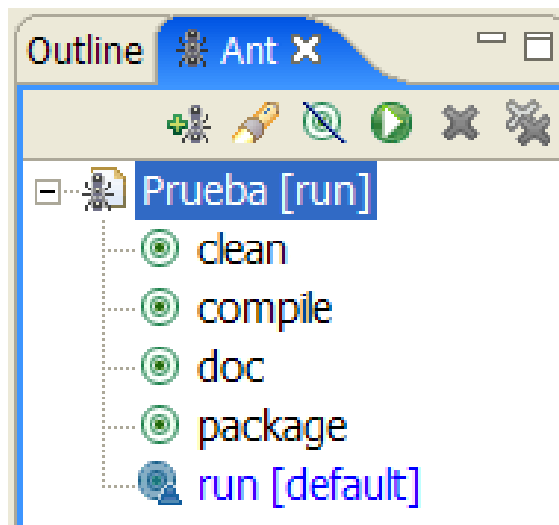 Outline Ant
Prueba [run]
clean
compile
doc
package
run [default]